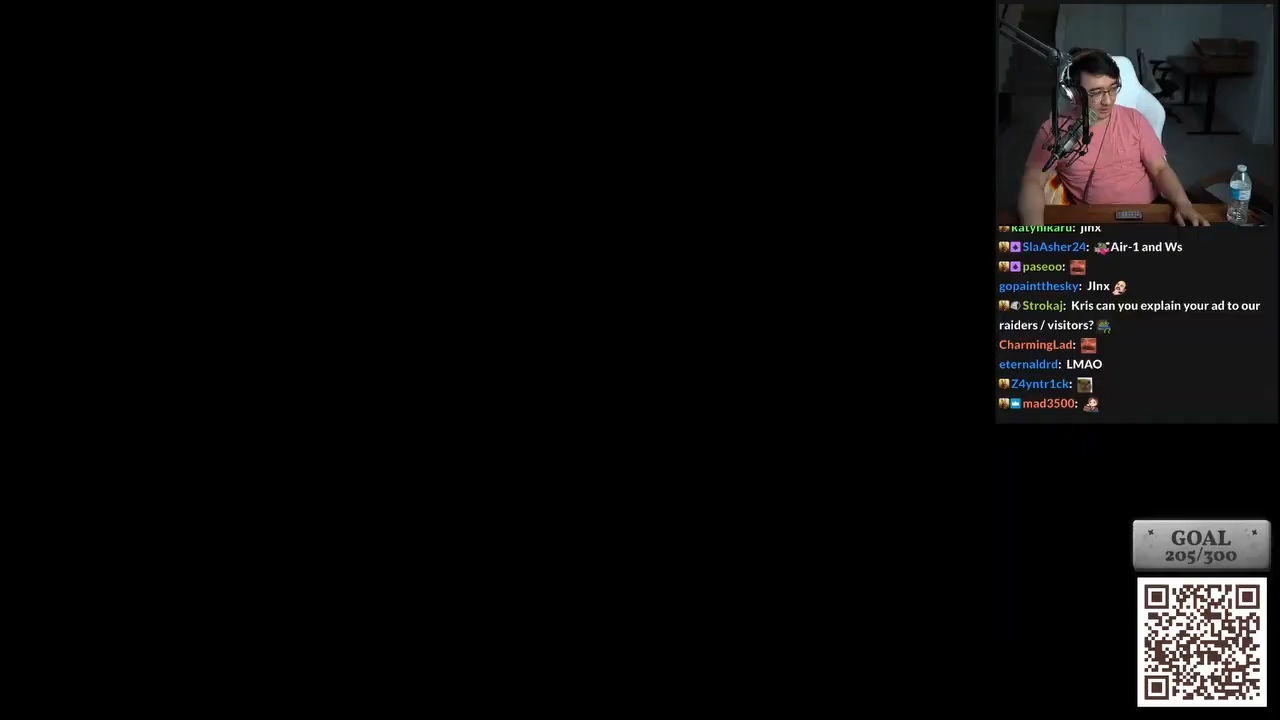 katynikaru: jinx
SlaAsher24: Air-1 and Ws
paseoo:
gopaintthesky: JInx
Strokaj: Kris can you explain your ad to our
raiders / visitors?
CharmingLad:
eternaldrd: LMAO
Z4yntr1ck:
mad3500:
GOAL
205/300